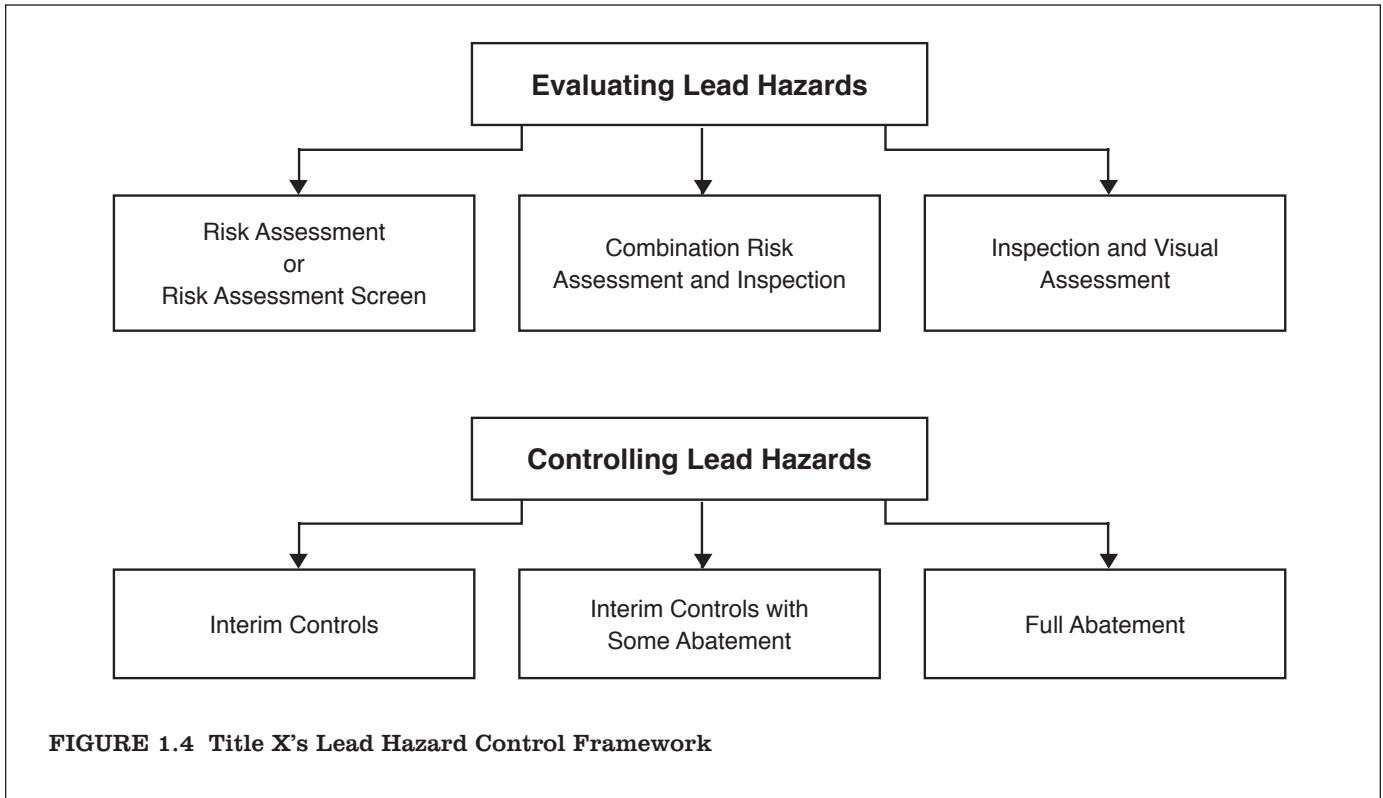 Evaluating Lead Hazards
Risk Assessment
or
Risk Assessment Screen
Combination Risk
Assessment and Inspection
Inspection and Visual
Assessment
Controlling Lead Hazards
Interim Controls
Interim Controls with
Some Abatement
Full Abatement
FIGURE 1.4 Title X's Lead Hazard Control Framework